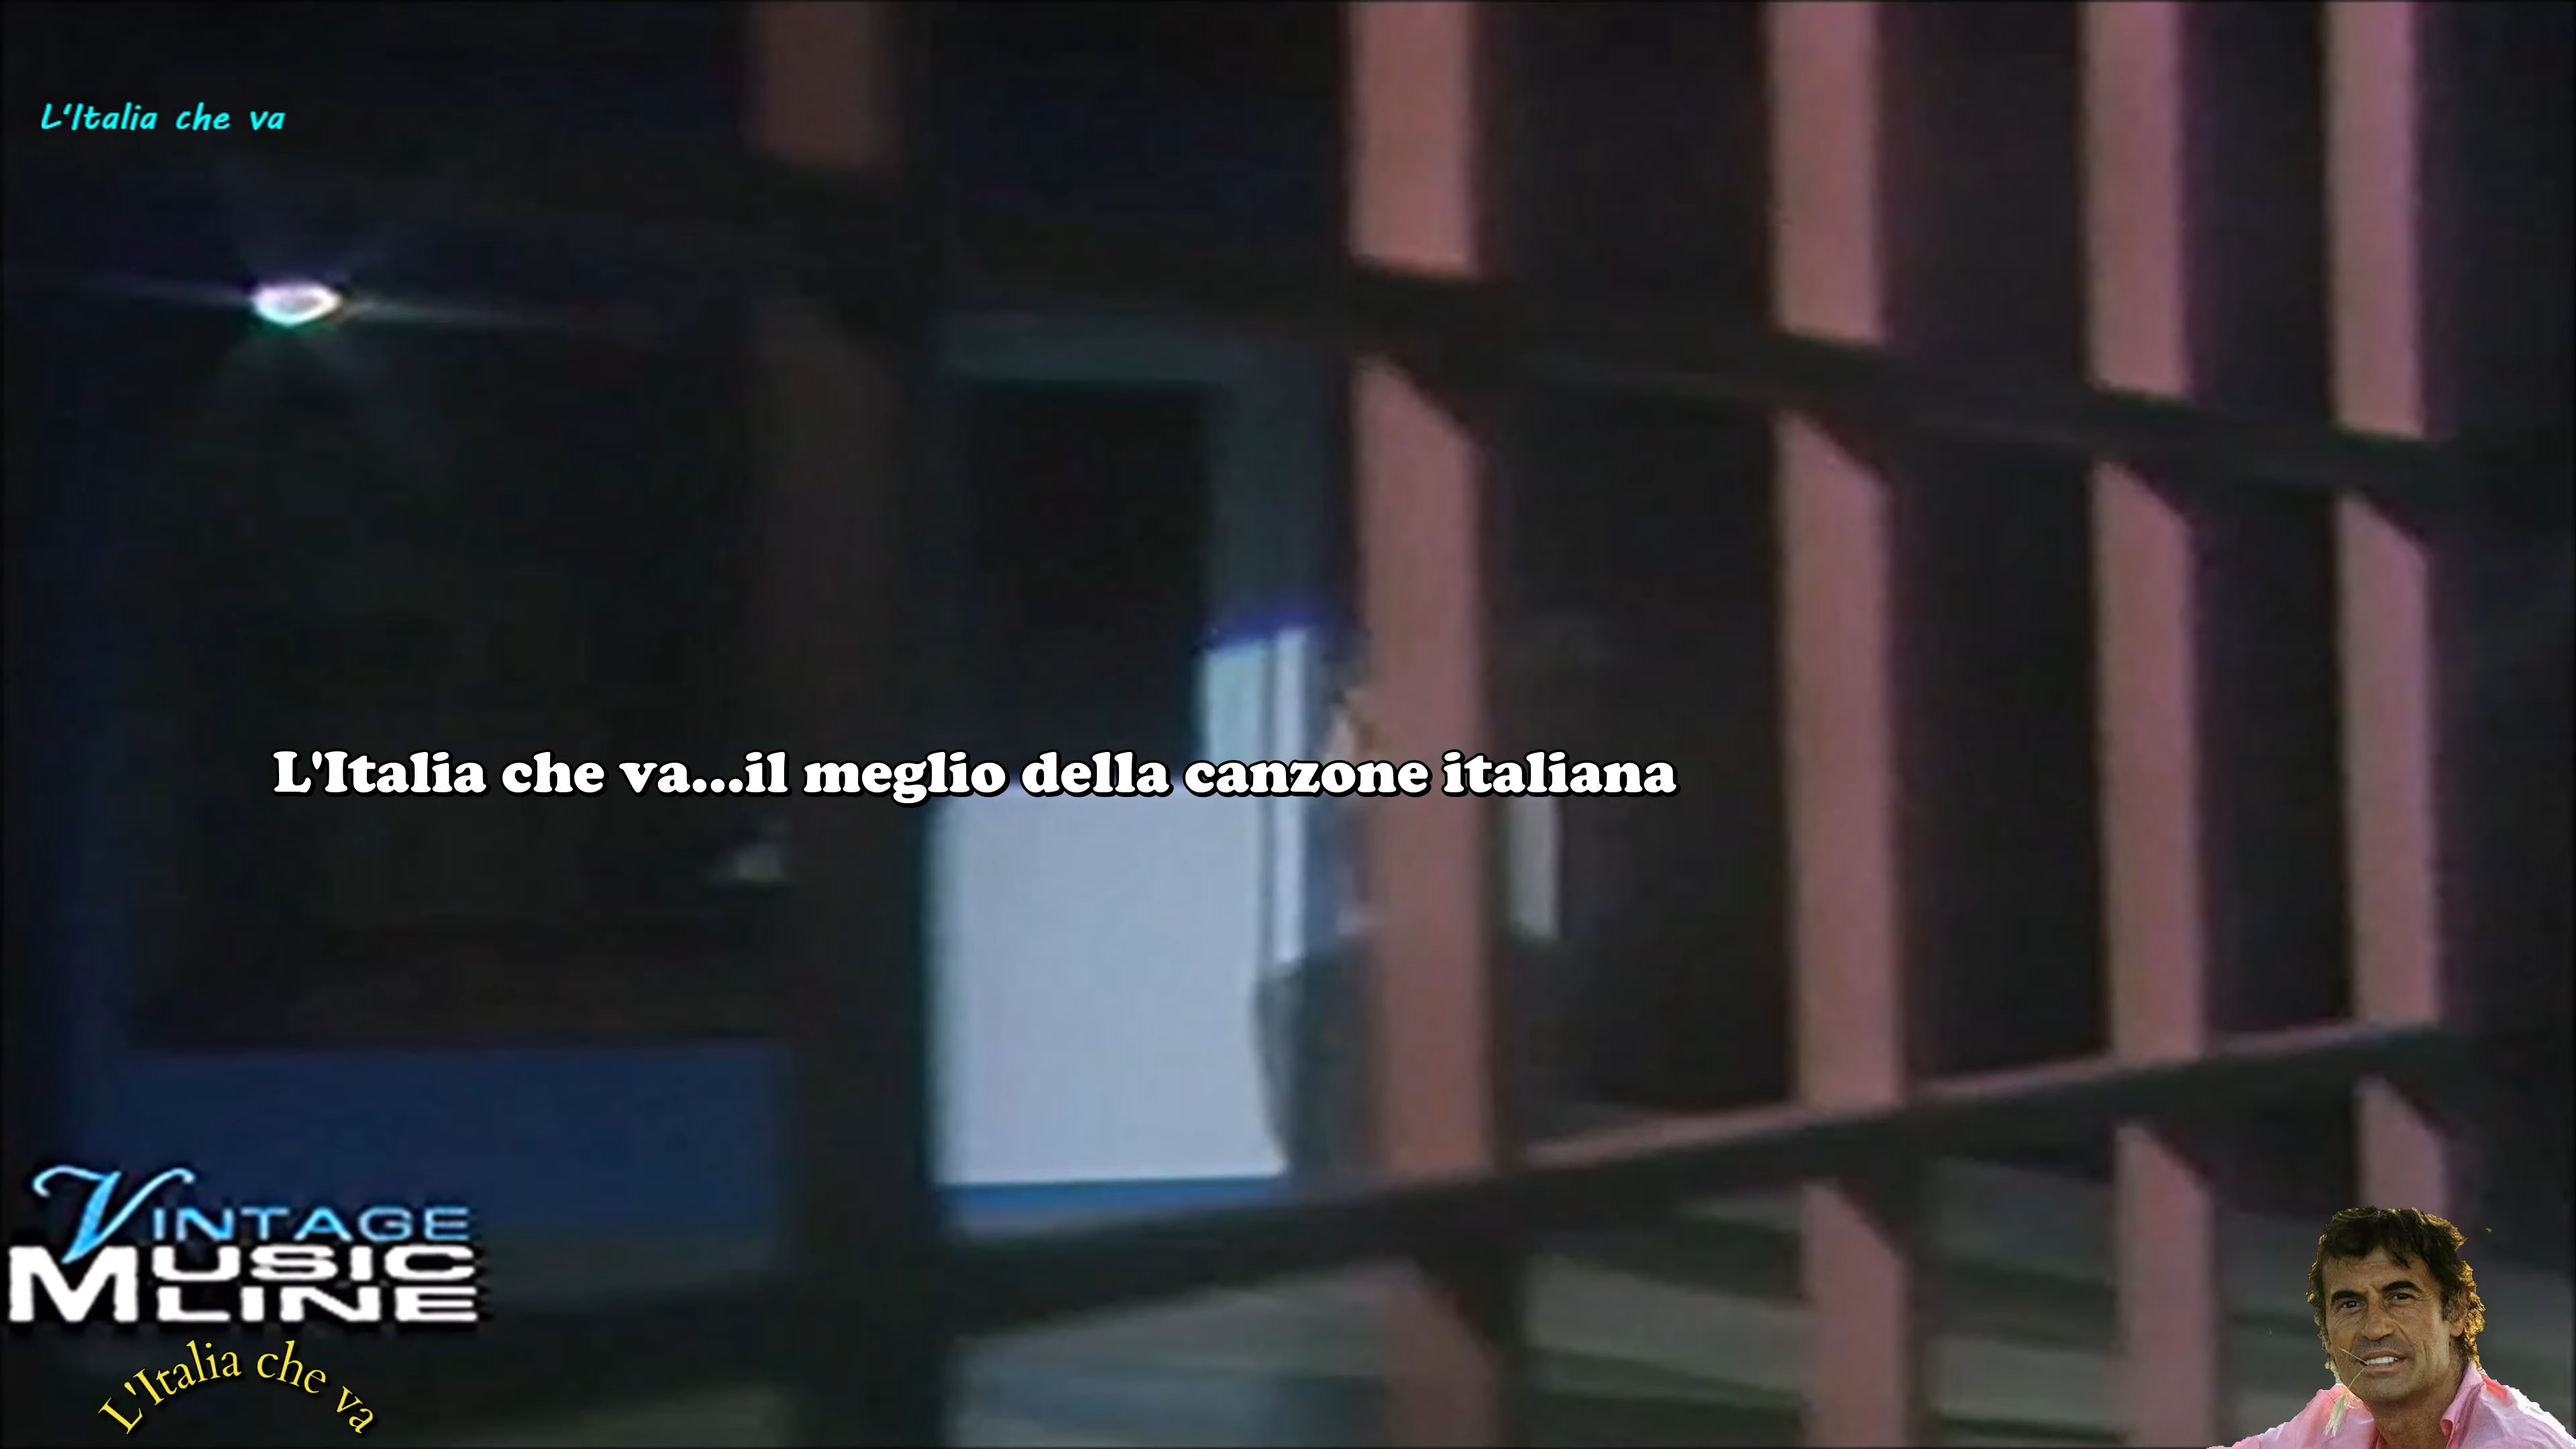 L'Italia che va
L'Italia che va...il meglio della canzone italiana
VINTAGE
MUSIC
LINE
L'Italia che va